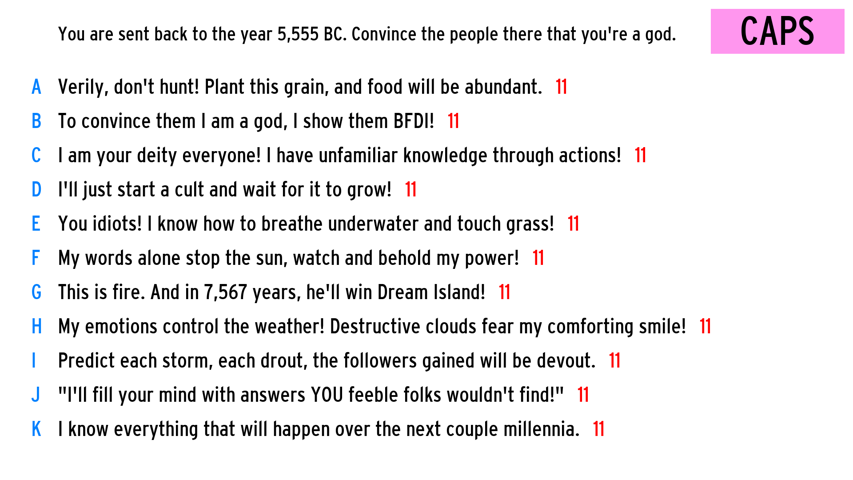 You are sent back to the year 5,555 BC. Convince the people there that you're a god.
CAPS
A Verily, don't hunt! Plant this grain, and food will be abundant. 11
B To convince them I am a god, I show them BFDI! 11
C I am your deity everyone! I have unfamiliar knowledge through actions! 11
D I'll just start a cult and wait for it to grow! 11
E You idiots! I know how to breathe underwater and touch grass! 11
F My words alone stop the sun, watch and behold my power! 11
G This is fire. And in 7,567 years, he'll win Dream Island! 11
H My emotions control the weather! Destructive clouds fear my comforting smile! 11
I Predict each storm, each drout, the followers gained will be devout. 11
J "I'll fill your mind with answers YOU feeble folks wouldn't find!" 11
K I know everything that will happen over the next couple millennia. 11